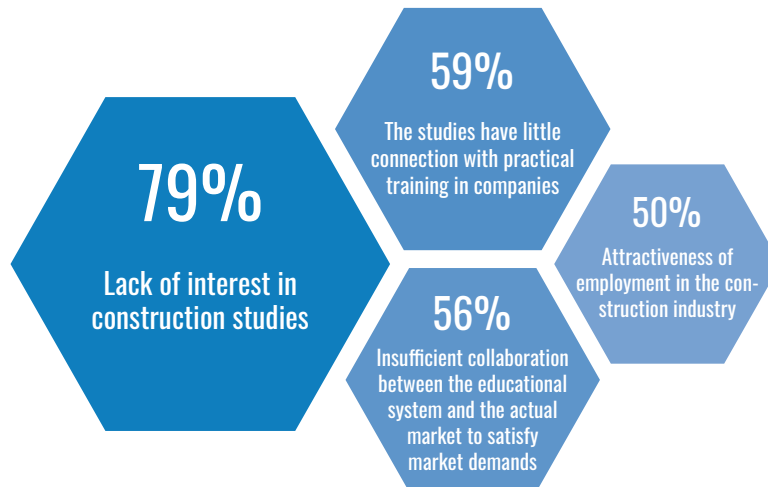 79%
Lack of interest in
construction studies
59%
The studies have little
connection with practical
training in companies
56%
Insufficient collaboration
between the educational
system and the actual
market to satisfy
market demands
50%
Attractiveness of
employment in the con-
struction industry